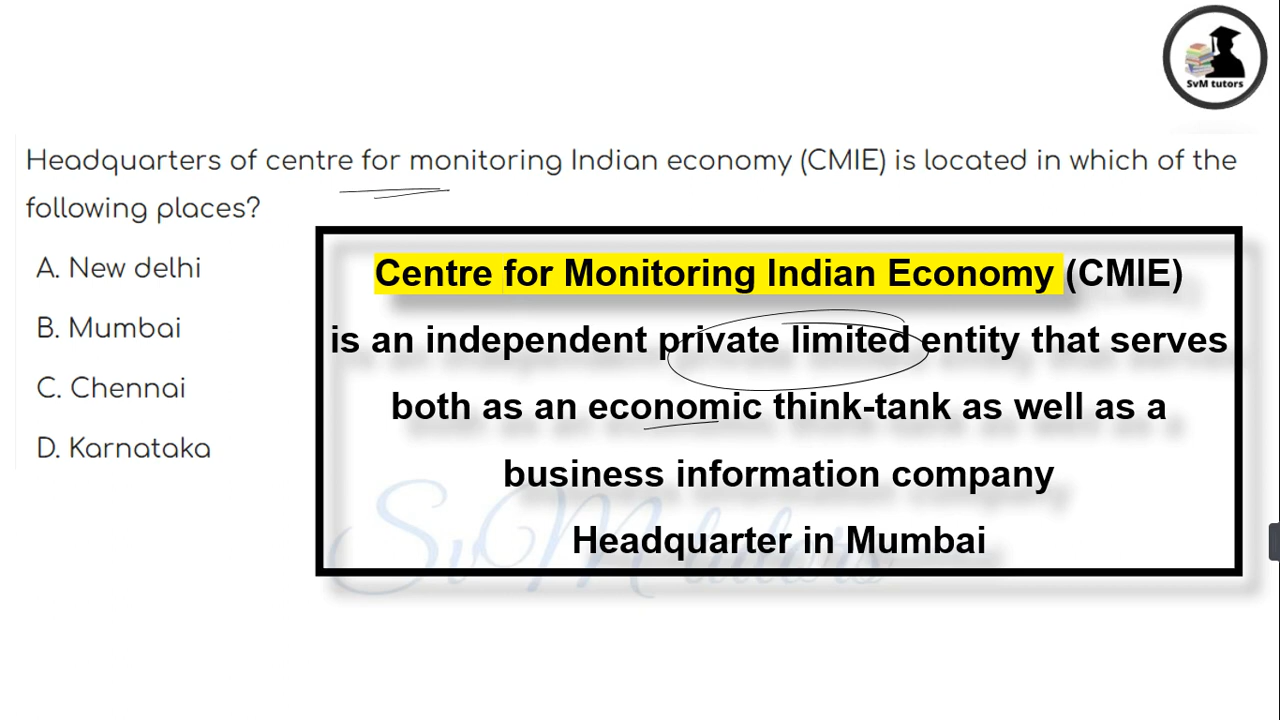 SvM tutors
Headquarters of centre for monitoring Indian economy (CMIE) is located in which of the
following places?
A. New delhi
B. Mumbai
C. Chennai
D. Karnataka
Centre for Monitoring Indian Economy (CMIE)
is an independent private limited entity that serves
both as an economic think-tank as well as a
business information company
Headquarter in Mumbai
SvM tutors